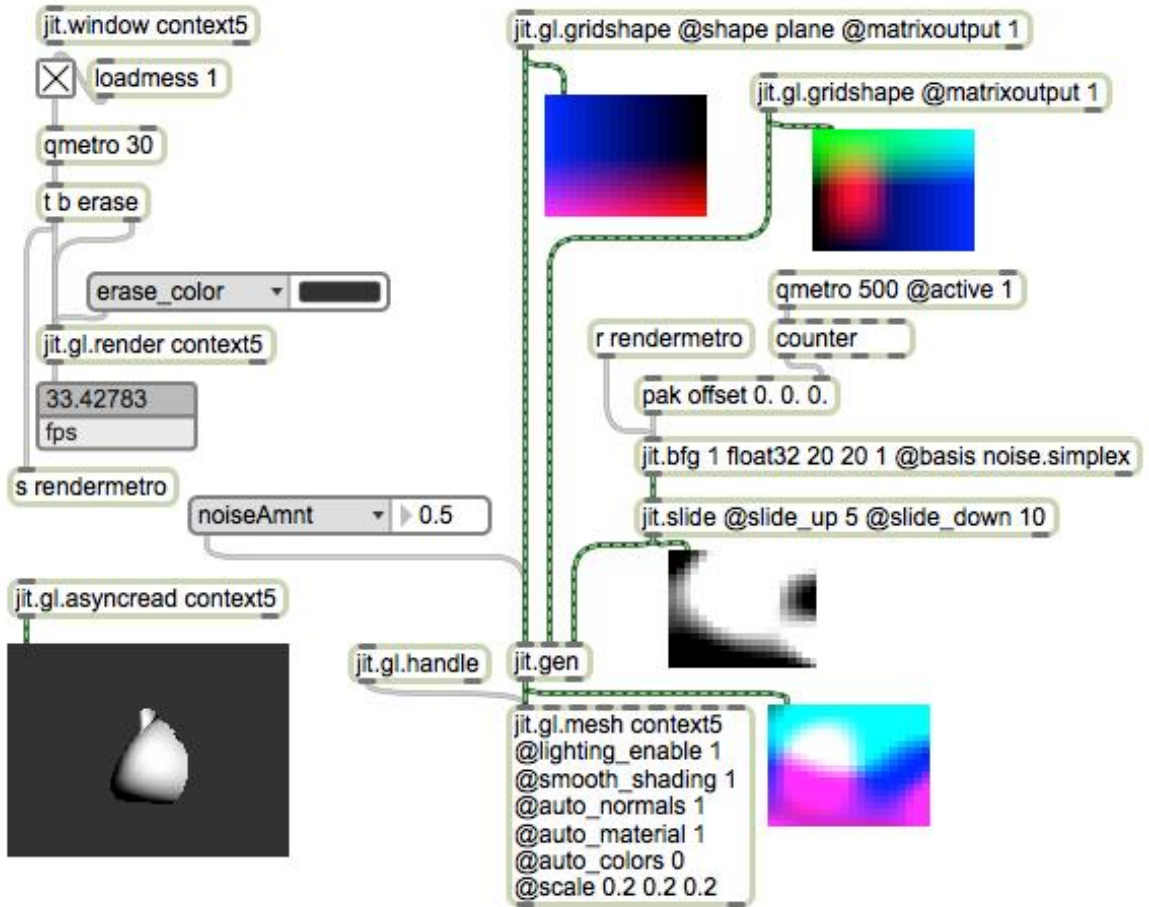 jit.window context5
loadmess 1
qmetro 30
t b erase
erase_color
jit.gl.render context5
33.42783
fps
s rendermetro
noiseAmnt 0.5
jit.gl.asyncread context5
jit.gl.gridshape @shape plane @matrixoutput 1
jit.gl.gridshape @matrixoutput 1
qmetro 500 @active 1
r rendermetro
counter
pak offset 0. 0. 0.
jit.bfg 1 float32 20 20 1 @basis noise.simplex
jit.slide @slide_up 5 @slide_down 10
jit.gl.handle
jit.gen
jit.gl.mesh context5
@lighting_enable 1
@smooth_shading 1
@auto_normals 1
@auto_material 1
@auto_colors 0
@scale 0.2 0.2 0.2